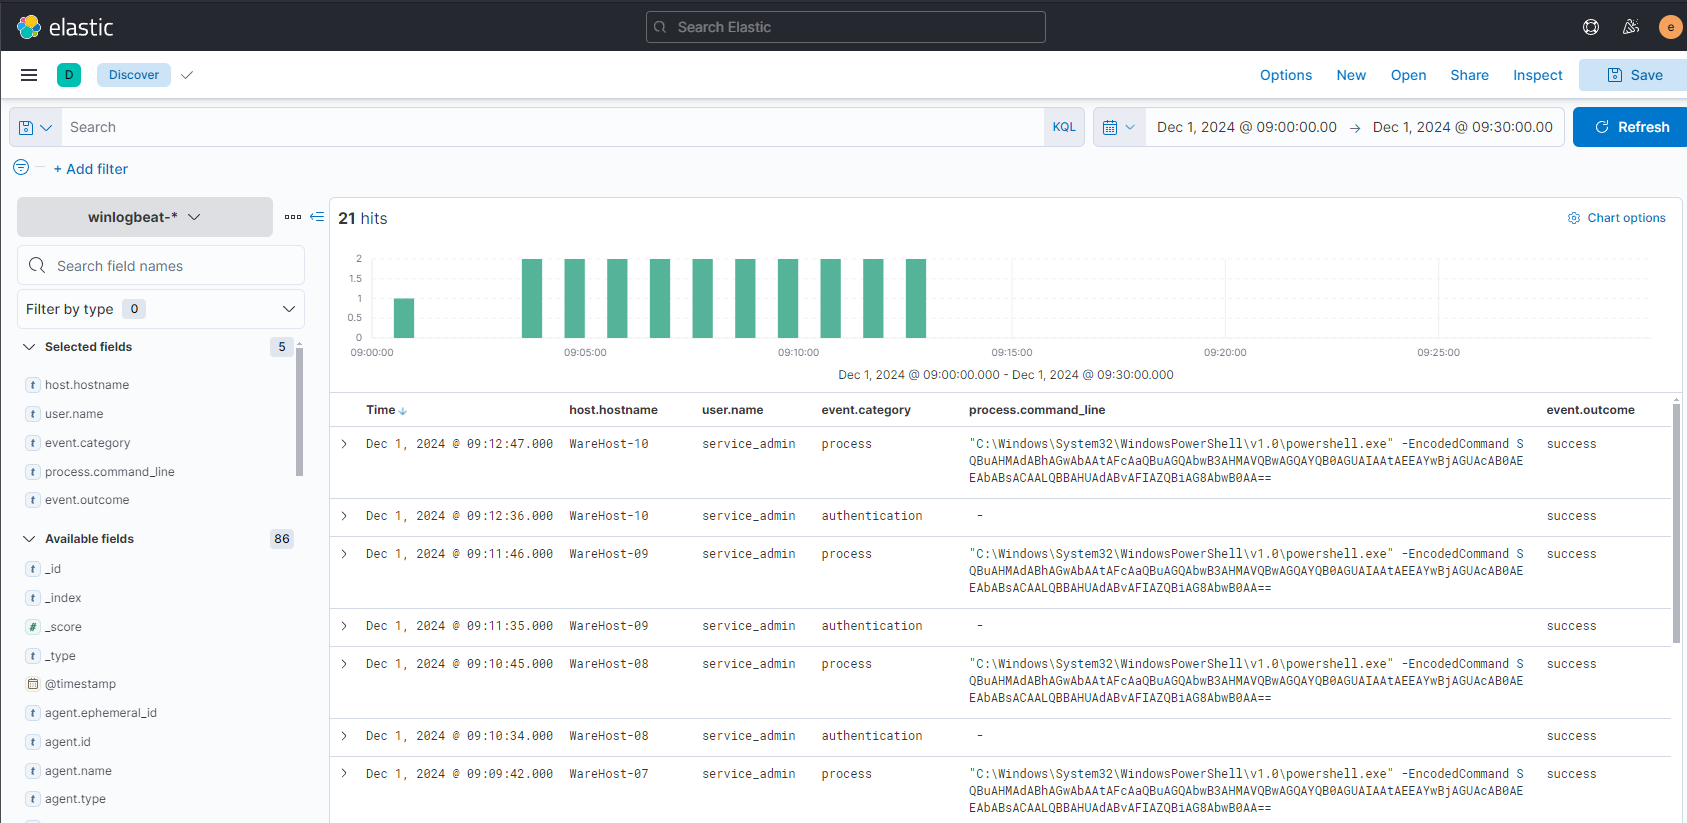 elastic
Search Elastic
e
D
Discover
Options New Open Share Inspect Save
Search
KQL
Dec 1, 2024 @ 09:00:00.00 → Dec 1, 2024 @ 09:30:00.00
Refresh
+ Add filter
winlogbeat-*
Search field names
Filter by type 0
Selected fields 5
t host.hostname
t user.name
t event.category
t process.command_line
t event.outcome
Available fields 86
t _id
t _index
# _score
t _type
@timestamp
t agent.ephemeral_id
t agent.id
t agent.name
t agent.type
21 hits
Chart options
2
1.5
1
0.5
0
09:00:00 09:05:00 09:10:00 09:15:00 09:20:00 09:25:00
Dec 1, 2024 @ 09:00:00.000 - Dec 1, 2024 @ 09:30:00.000
Time host.hostname user.name event.category process.command_line event.outcome
Dec 1, 2024 @ 09:12:47.000 WareHost-10 service_admin process "C:\Windows\System32\WindowsPowerShell\v1.0\powershell.exe" -EncodedCommand S success
QBuAHMAdABhAGwAbAAtAFcAaQBuAGQAbwB3AHMAVQBwAGQAYQB0AGUAIAAtAEEAYwBjAGUAcAB0AE
EAbABsACAALQBBAHUAdABvAFIAZQBiAG8AbwB0AA==
Dec 1, 2024 @ 09:12:36.000 WareHost-10 service_admin authentication - success
Dec 1, 2024 @ 09:11:46.000 WareHost-09 service_admin process "C:\Windows\System32\WindowsPowerShell\v1.0\powershell.exe" -EncodedCommand S success
QBuAHMAdABhAGwAbAAtAFcAaQBuAGQAbwB3AHMAVQBwAGQAYQB0AGUAIAAtAEEAYwBjAGUAcAB0AE
EAbABsACAALQBBAHUAdABvAFIAZQBiAG8AbwB0AA==
Dec 1, 2024 @ 09:11:35.000 WareHost-09 service_admin authentication - success
Dec 1, 2024 @ 09:10:45.000 WareHost-08 service_admin process "C:\Windows\System32\WindowsPowerShell\v1.0\powershell.exe" -EncodedCommand S success
QBuAHMAdABhAGwAbAAtAFcAaQBuAGQAbwB3AHMAVQBwAGQAYQB0AGUAIAAtAEEAYwBjAGUAcAB0AE
EAbABsACAALQBBAHUAdABvAFIAZQBiAG8AbwB0AA==
Dec 1, 2024 @ 09:10:34.000 WareHost-08 service_admin authentication - success
Dec 1, 2024 @ 09:09:42.000 WareHost-07 service_admin process "C:\Windows\System32\WindowsPowerShell\v1.0\powershell.exe" -EncodedCommand S success
QBuAHMAdABhAGwAbAAtAFcAaQBuAGQAbwB3AHMAVQBwAGQAYQB0AGUAIAAtAEEAYwBjAGUAcAB0AE
EAbABsACAALQBBAHUAdABvAFIAZQBiAG8AbwB0AA==